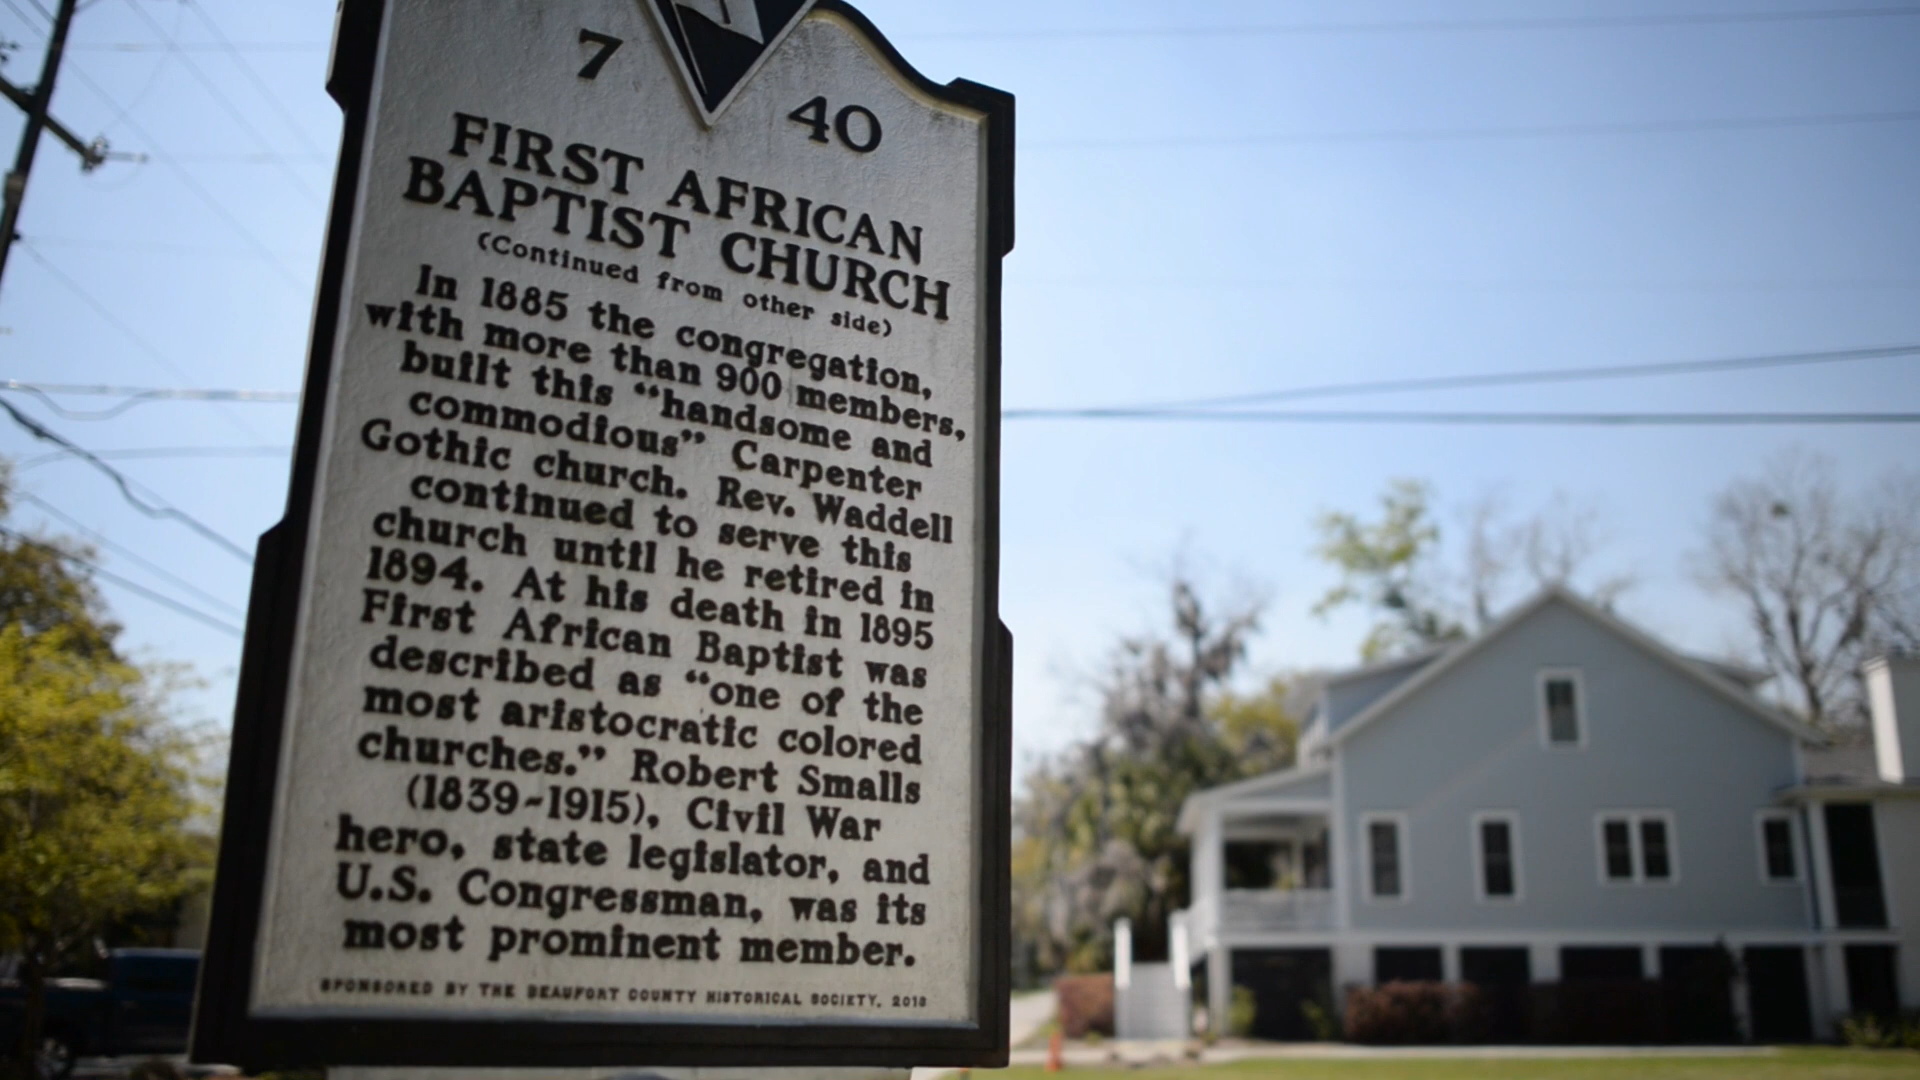 7 40
FIRST AFRICAN
BAPTIST CHURCH
(Continued from other side)
In 1885 the congregation,
with more than 900 members,
built this “handsome and
commodious” Carpenter
Gothic church. Rev. Waddell
continued to serve this
church until he retired in
1894. At his death in 1895
First African Baptist was
described as “one of the
most aristocratic colored
churches.” Robert Smalls
(1839-1915), Civil War
hero, state legislator, and
U.S. Congressman, was its
most prominent member.
SPONSORED BY THE BEAUFORT COUNTY HISTORICAL SOCIETY,